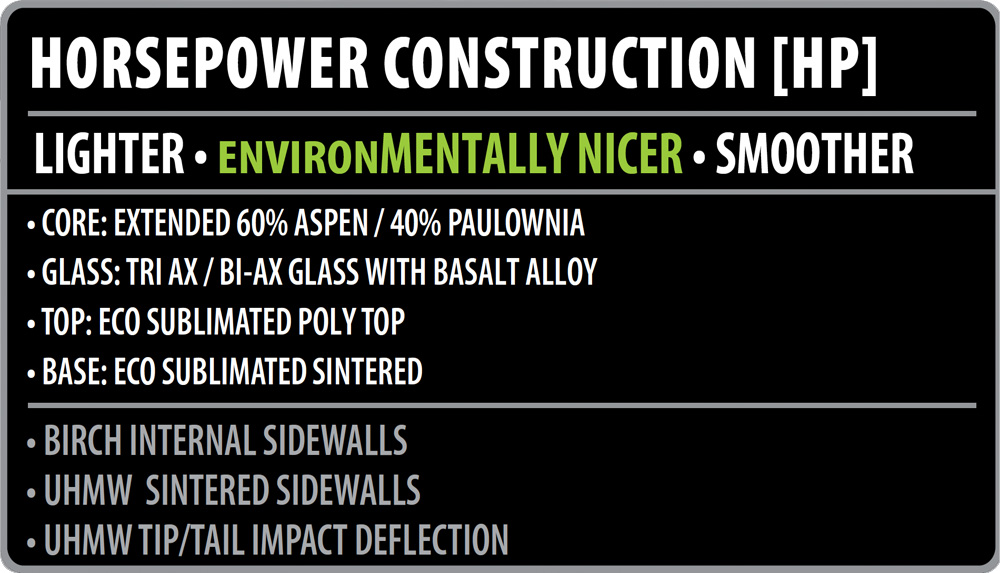 HORSEPOWER CONSTRUCTION [HP]
LIGHTER • ENVIRONMENTALLY NICER • SMOOTHER
• CORE: EXTENDED 60% ASPEN / 40% PAULOWNIA
• GLASS: TRI AX / BI-AX GLASS WITH BASALT ALLOY
• TOP: ECO SUBLIMATED POLY TOP
• BASE: ECO SUBLIMATED SINTERED
• BIRCH INTERNAL SIDEWALLS
• UHMW SINTERED SIDEWALLS
• UHMW TIP/TAIL IMPACT DEFLECTION